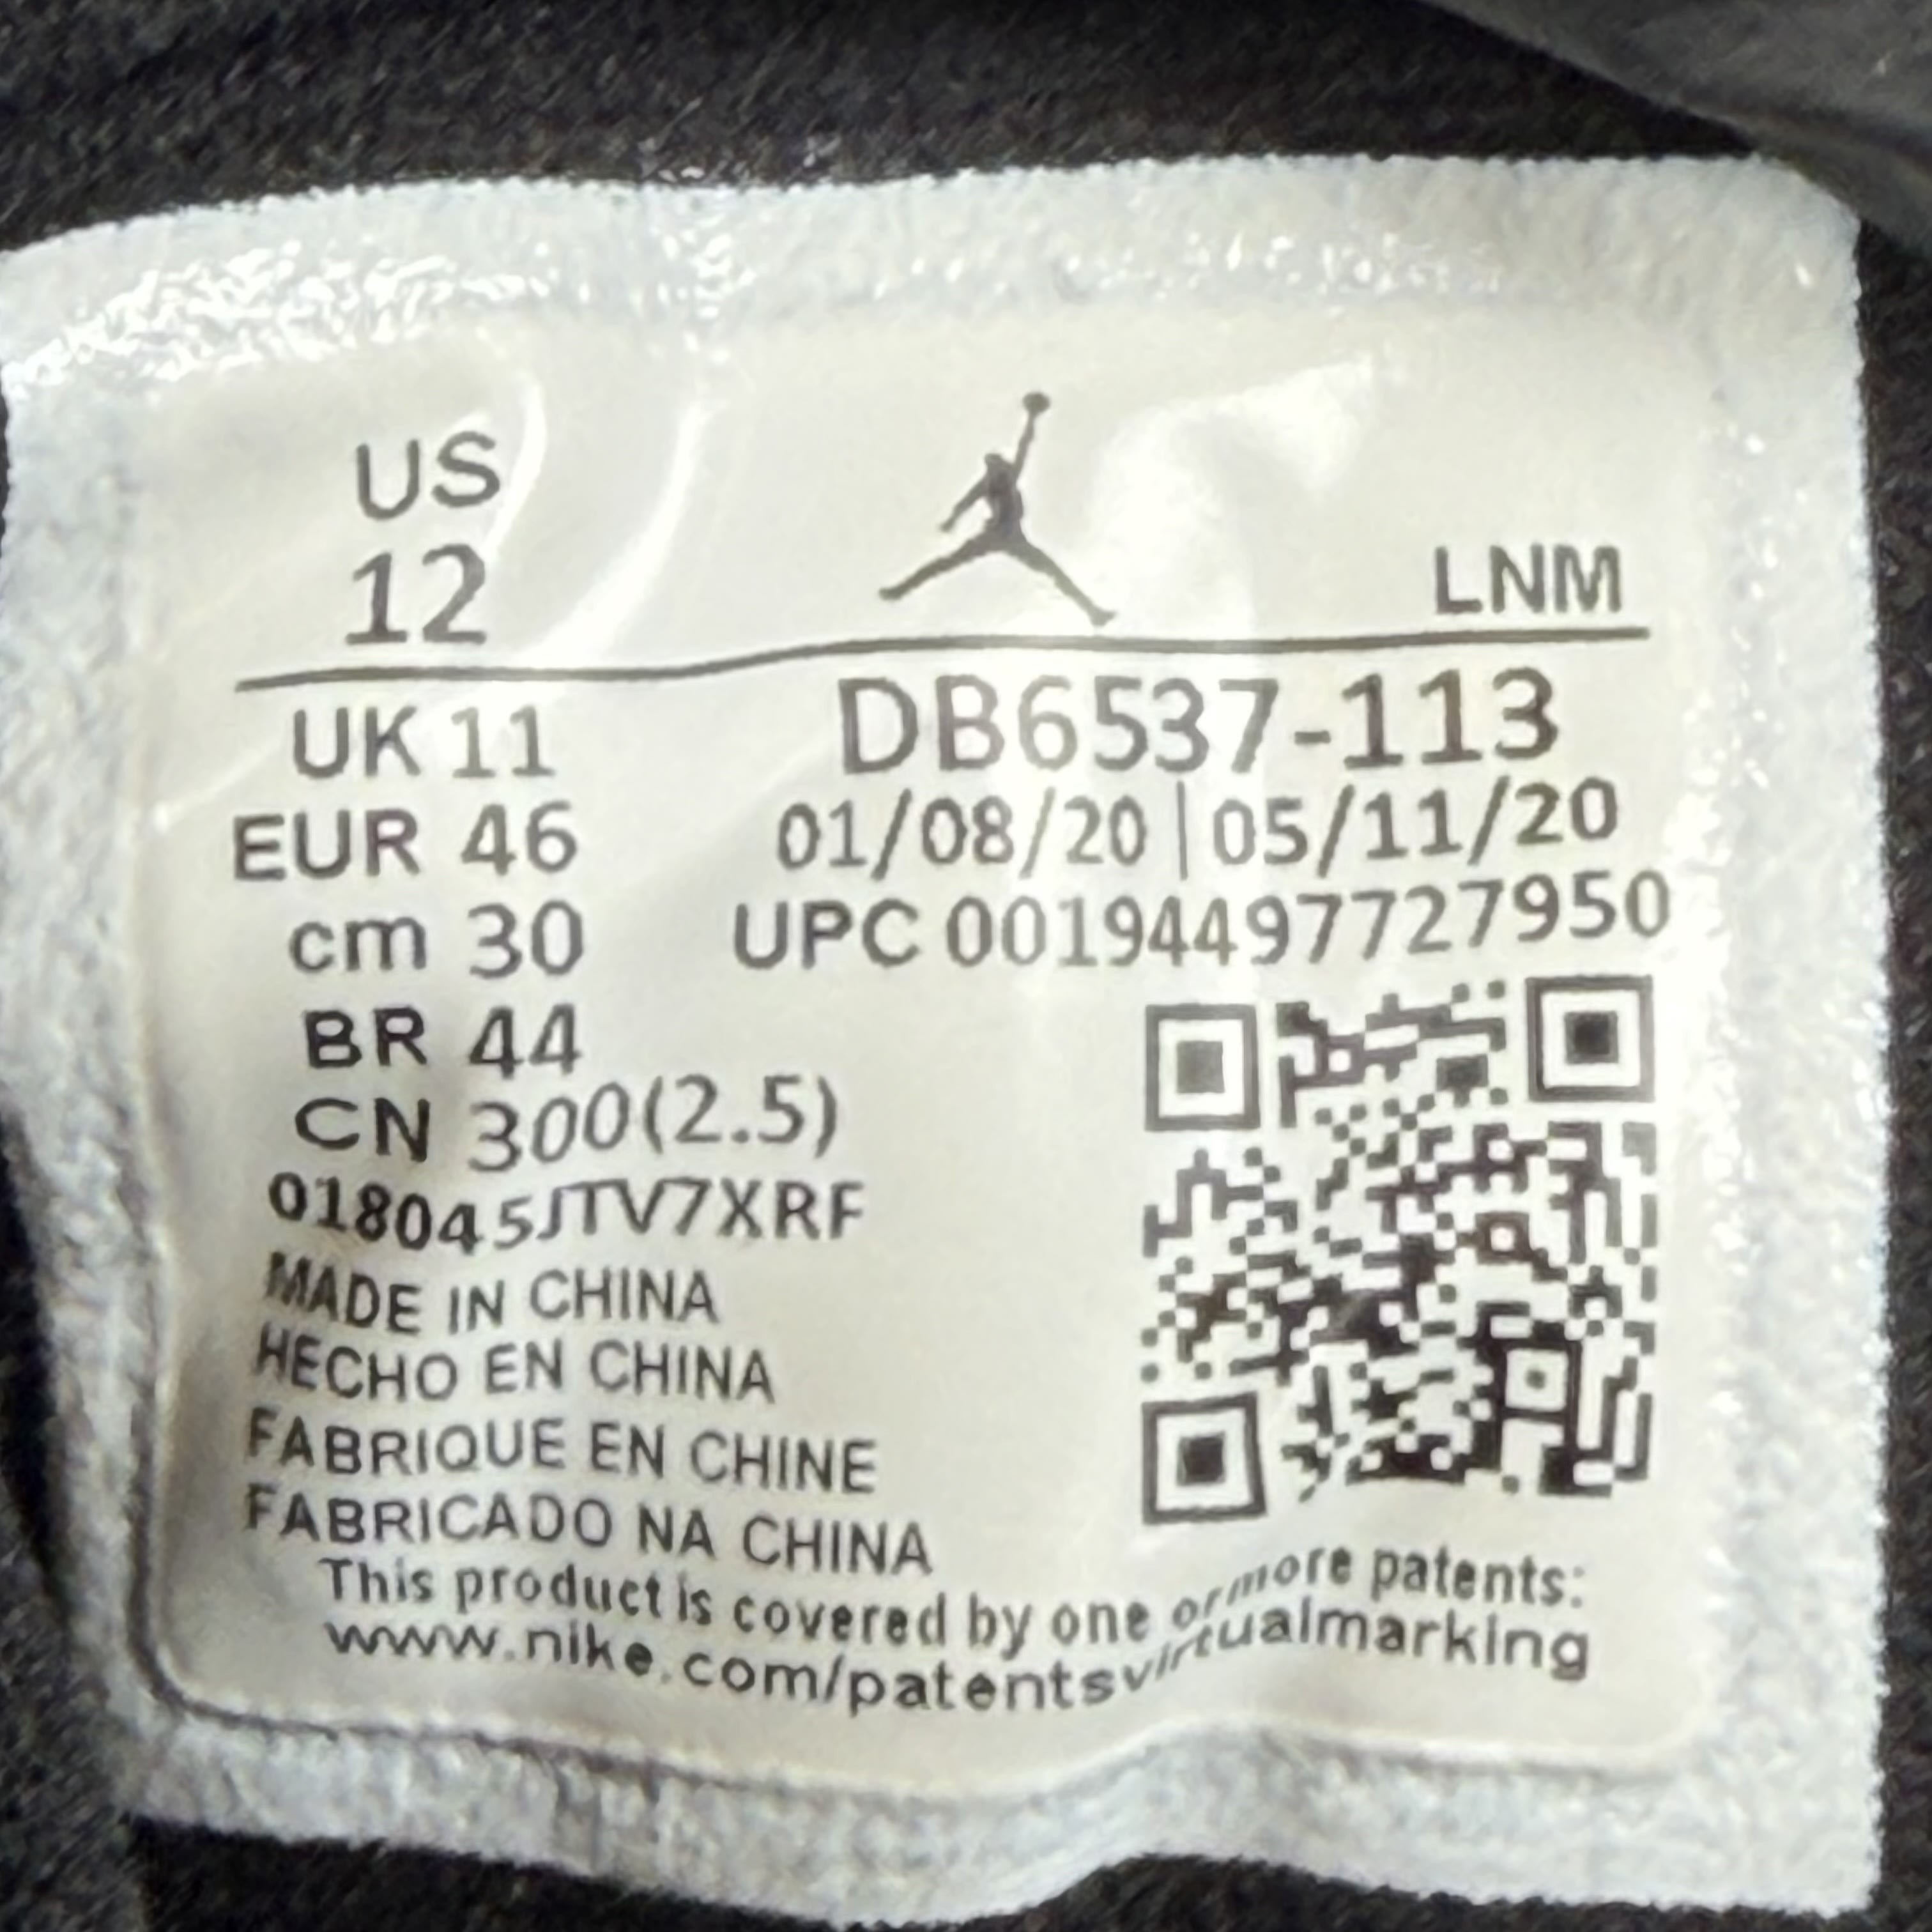 US
12
LNM
UK 11
EUR 46
cm 30
BR 44
CN 300(2.5)
DB6537-113
01/08/20 | 05/11/20
UPC 00194497727950
018045JTV7XRF
MADE IN CHINA
HECHO EN CHINA
FABRIQUE EN CHINE
FABRICADO NA CHINA
This product is covered by one or more patents:
www.nike.com/patentsvirtualmarking